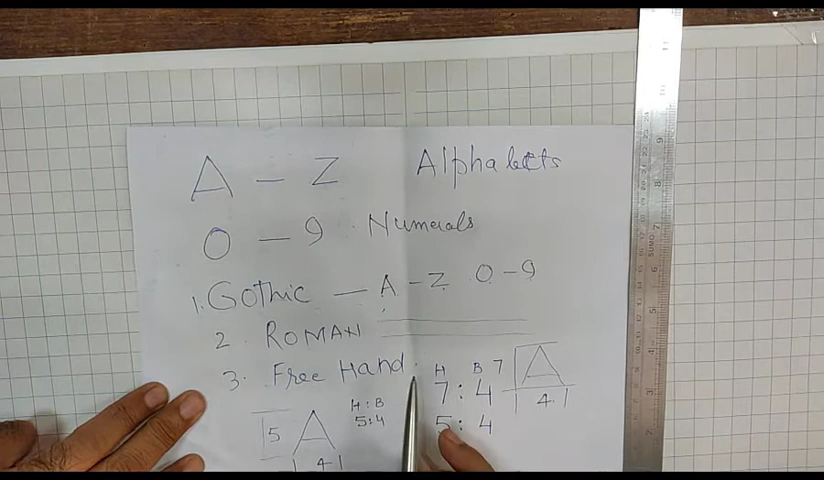 A – Z Alphabets
0 – 9 Numerals
1. Gothic — A – Z 0 – 9
2 ROMAN
3. Free Hand
H B 7 A
7 : 4 4
H : B
5 : 4
5 : 4
5 A
4